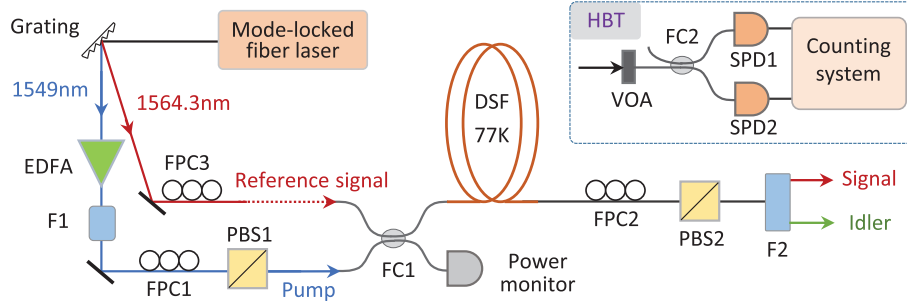 Grating
Mode-locked
fiber laser
1549nm
1564.3nm
EDFA
F1
FPC3
Reference signal
FPC1
PBS1
Pump
FC1
Power
monitor
DSF
77K
FPC2
PBS2
F2
Signal
Idler
HBT
VOA
FC2
SPD1
SPD2
Counting
system